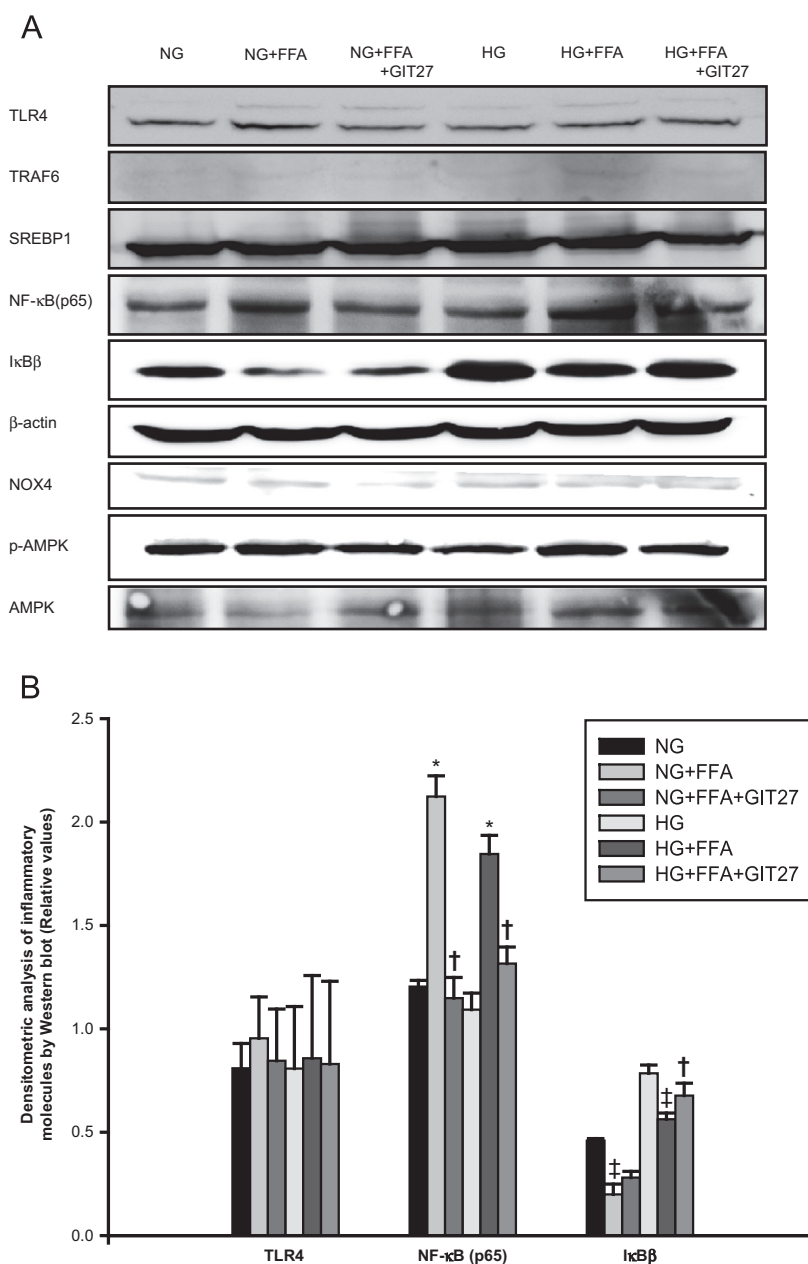 A
NG NG+FFA NG+FFA HG HG+FFA HG+FFA
+GIT27 +GIT27
TLR4
TRAF6
SREBP1
NF-κB(p65)
IκBβ
β-actin
NOX4
p-AMPK
AMPK
B
Densitometric analysis of inflammatory
molecules by Western blot (Relative values)
2.5
2.0
1.5
1.0
0.5
0.0
* * † † ‡ ‡ †
NG
NG+FFA
NG+FFA+GIT27
HG
HG+FFA
HG+FFA+GIT27
TLR4 NF-κB (p65) IκBβ